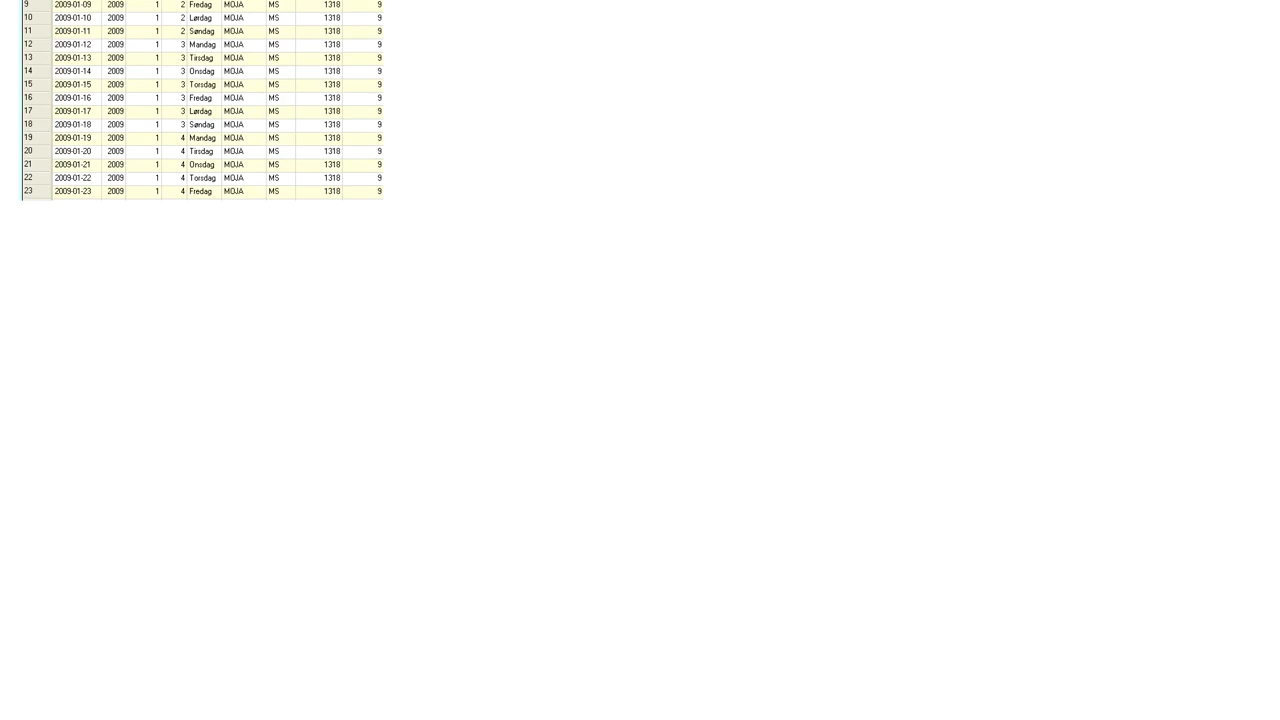 9 2009-01-09 2009 1 2 Fredag MOJA MS 1318 9
10 2009-01-10 2009 1 2 Lørdag MOJA MS 1318 9
11 2009-01-11 2009 1 2 Søndag MOJA MS 1318 9
12 2009-01-12 2009 1 3 Mandag MOJA MS 1318 9
13 2009-01-13 2009 1 3 Tirsdag MOJA MS 1318 9
14 2009-01-14 2009 1 3 Onsdag MOJA MS 1318 9
15 2009-01-15 2009 1 3 Torsdag MOJA MS 1318 9
16 2009-01-16 2009 1 3 Fredag MOJA MS 1318 9
17 2009-01-17 2009 1 3 Lørdag MOJA MS 1318 9
18 2009-01-18 2009 1 3 Søndag MOJA MS 1318 9
19 2009-01-19 2009 1 4 Mandag MOJA MS 1318 9
20 2009-01-20 2009 1 4 Tirsdag MOJA MS 1318 9
21 2009-01-21 2009 1 4 Onsdag MOJA MS 1318 9
22 2009-01-22 2009 1 4 Torsdag MOJA MS 1318 9
23 2009-01-23 2009 1 4 Fredag MOJA MS 1318 9